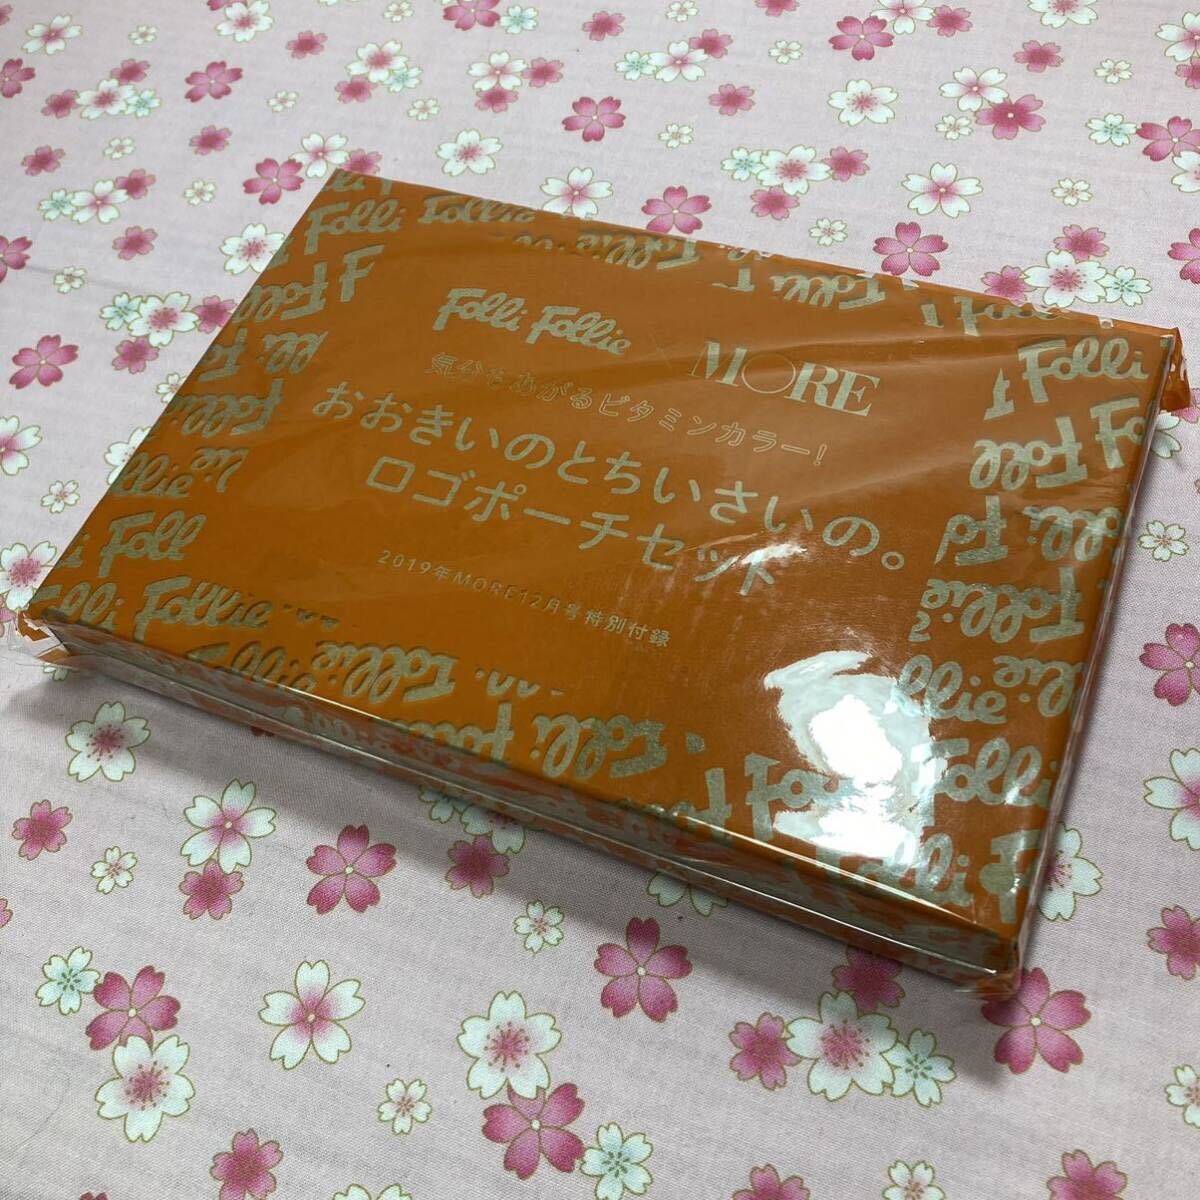 Folli Follie × MORE
気分もあがるビタミンカラー!
おおきいのとちいさいの。
ロゴポーチセット
2019年MORE12月号特別付録
Folli Follie